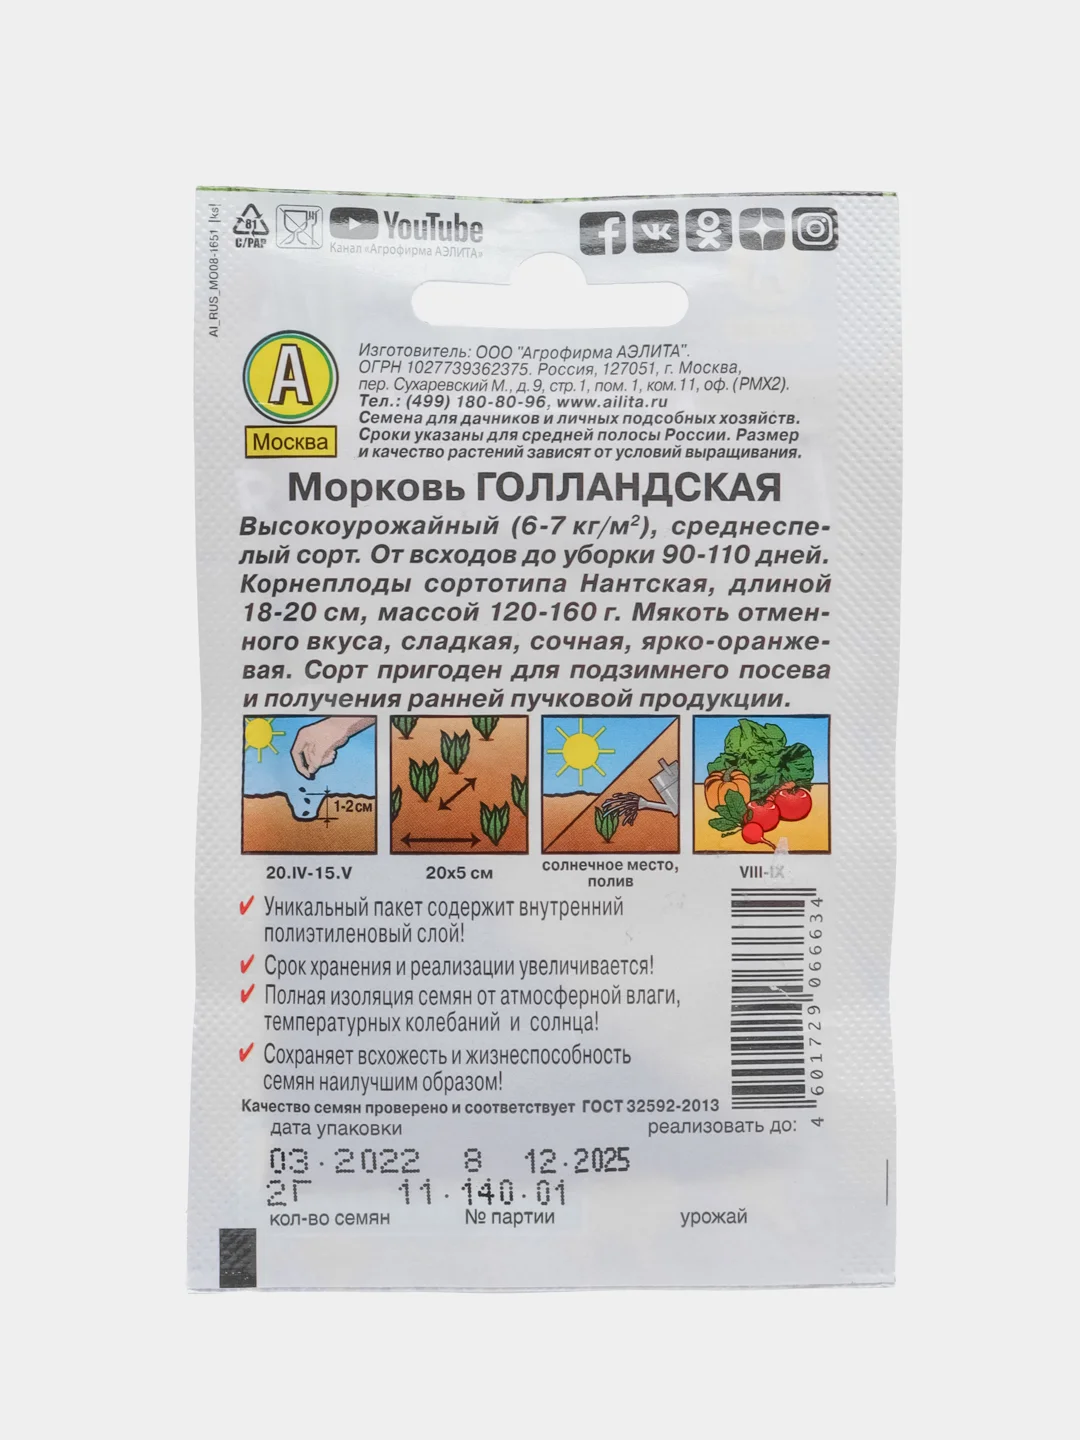 81
C/PAP
YouTube
Канал «Агрофирма АЭЛИТА»
AI_RUS_MO08-1651 [ks]
А
Москва
Изготовитель: ООО "Агрофирма АЭЛИТА".
ОГРН 1027739362375. Россия, 127051, г. Москва,
пер. Сухаревский М., д. 9, стр. 1, пом. 1, ком. 11, оф. (РМХ2).
Тел.: (499) 180-80-96, www.ailita.ru
Семена для дачников и личных подсобных хозяйств.
Сроки указаны для средней полосы России. Размер
и качество растений зависят от условий выращивания.
Морковь ГОЛЛАНДСКАЯ
Высокоурожайный (6-7 кг/м²), среднеспе-
лый сорт. От всходов до уборки 90-110 дней.
Корнеплоды сортотипа Нантская, длиной
18-20 см, массой 120-160 г. Мякоть отмен-
ного вкуса, сладкая, сочная, ярко-оранже-
вая. Сорт пригоден для подзимнего посева
и получения ранней пучковой продукции.
1-2 см
20.IV-15.V
20x5 см
солнечное место,
полив
VIII-IX
Уникальный пакет содержит внутренний
полиэтиленовый слой!
Срок хранения и реализации увеличивается!
Полная изоляция семян от атмосферной влаги,
температурных колебаний и солнца!
Сохраняет всхожесть и жизнеспособность
семян наилучшим образом!
4 601729 066634
Качество семян проверено и соответствует ГОСТ 32592-2013
дата упаковки реализовать до:
03.2022 8 12.2025
2Г 11.140.01
кол-во семян № партии урожай